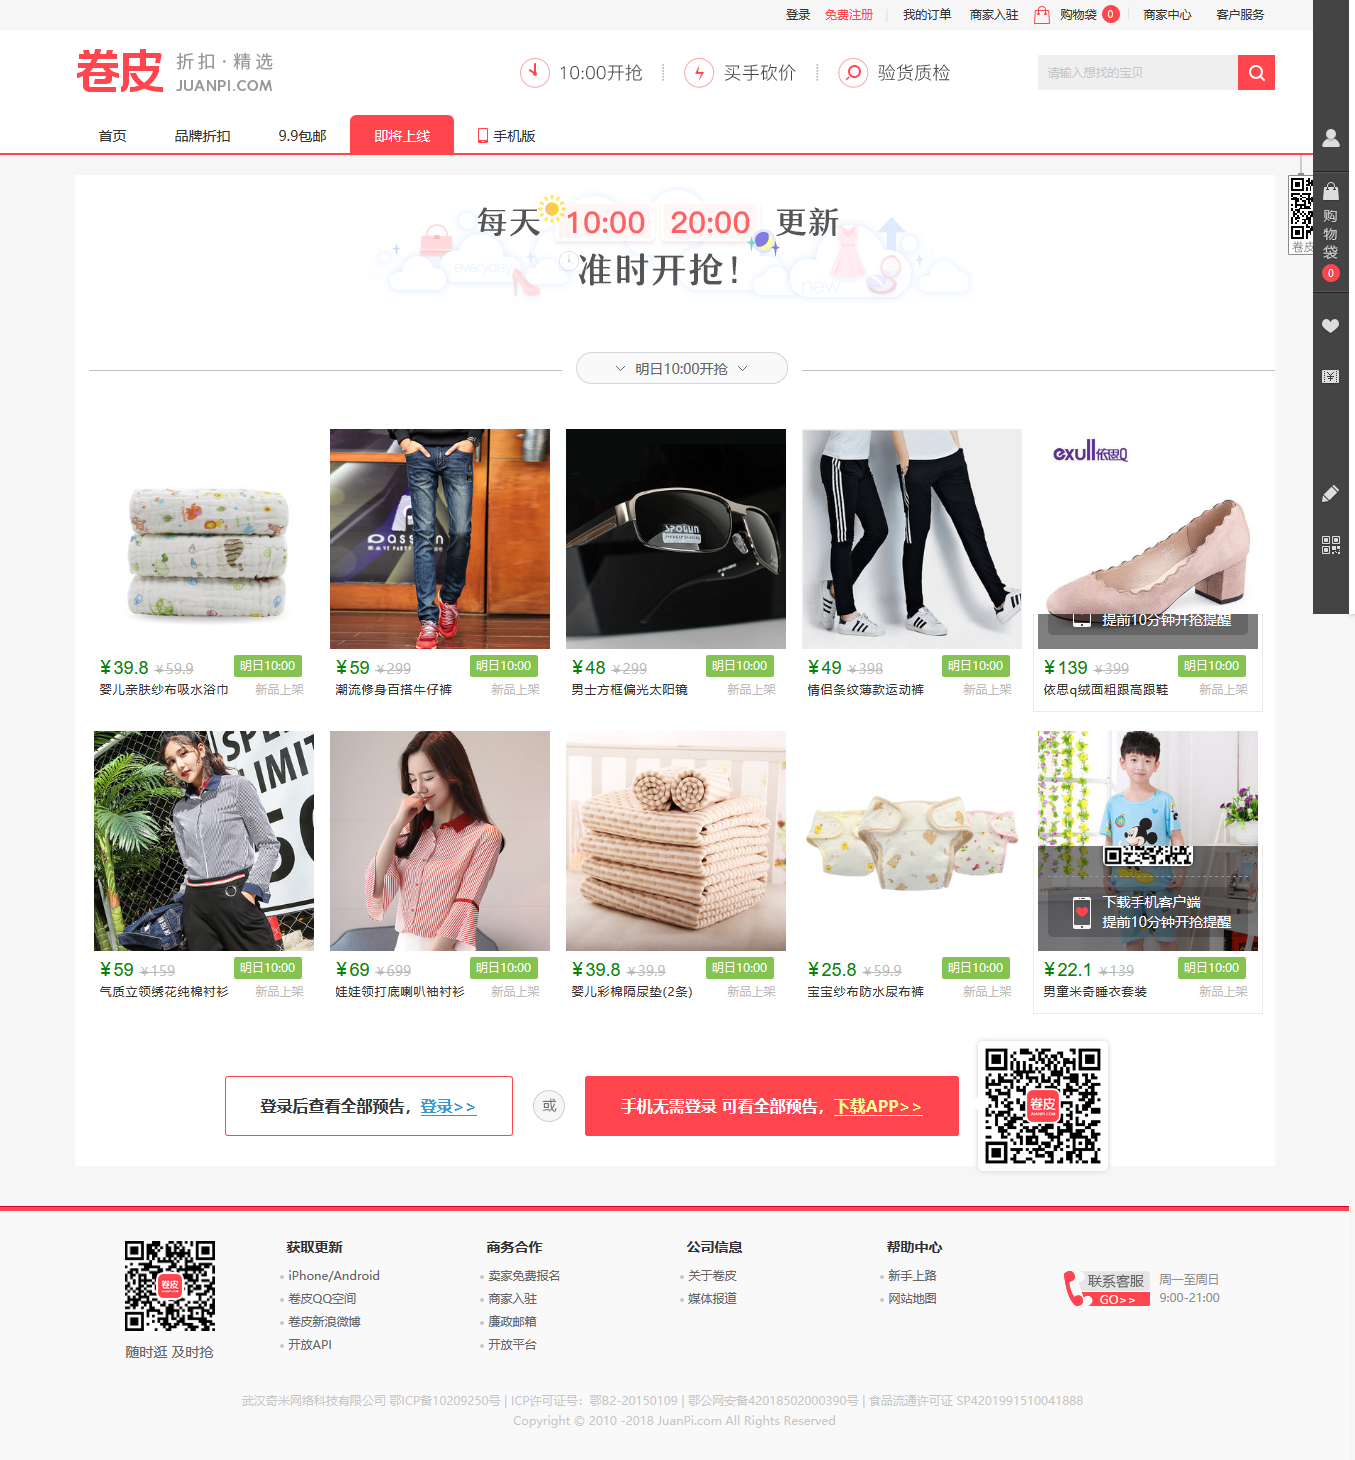 登录 免费注册 我的订单 商家入驻 购物袋 0 商家中心 客户服务
卷皮 折扣·精选
JUANPI.COM
10:00开抢 买手砍价 验货质检
请输入想找的宝贝
首页 品牌折扣 9.9包邮 即将上线 手机版
购
物
袋
0
卷皮
每天 10:00 20:00 更新
everyday 准时开抢! new
明日10:00开抢
exull依思Q
SPOLUN
提前10分钟开抢提醒
¥39.8 ¥59.9 明日10:00
婴儿亲肤纱布吸水浴巾 新品上架
¥59 ¥299 明日10:00
潮流修身百搭牛仔裤 新品上架
¥48 ¥299 明日10:00
男士方框偏光太阳镜 新品上架
¥49 ¥398 明日10:00
情侣条纹薄款运动裤 新品上架
¥139 ¥399 明日10:00
依思q绒面粗跟高跟鞋 新品上架
下载手机客户端
提前10分钟开抢提醒
¥59 ¥159 明日10:00
气质立领绣花纯棉衬衫 新品上架
¥69 ¥699 明日10:00
娃娃领打底喇叭袖衬衫 新品上架
¥39.8 ¥39.9 明日10:00
婴儿彩棉隔尿垫(2条) 新品上架
¥25.8 ¥59.9 明日10:00
宝宝纱布防水尿布裤 新品上架
¥22.1 ¥139 明日10:00
男童米奇睡衣套装 新品上架
登录后查看全部预告，登录>> 或 手机无需登录 可看全部预告，下载APP>>
卷皮
获取更新 商务合作 公司信息 帮助中心
iPhone/Android 卖家免费报名 关于卷皮 新手上路
卷皮QQ空间 商家入驻 媒体报道 网站地图
卷皮新浪微博 廉政邮箱
开放API 开放平台
随时逛 及时抢
联系客服 周一至周日
GO>> 9:00-21:00
武汉奇米网络科技有限公司 鄂ICP备10209250号 | ICP许可证号：鄂B2-20150109 | 鄂公网安备42018502000390号 | 食品流通许可证 SP4201991510041888
Copyright © 2010 -2018 JuanPi.com All Rights Reserved